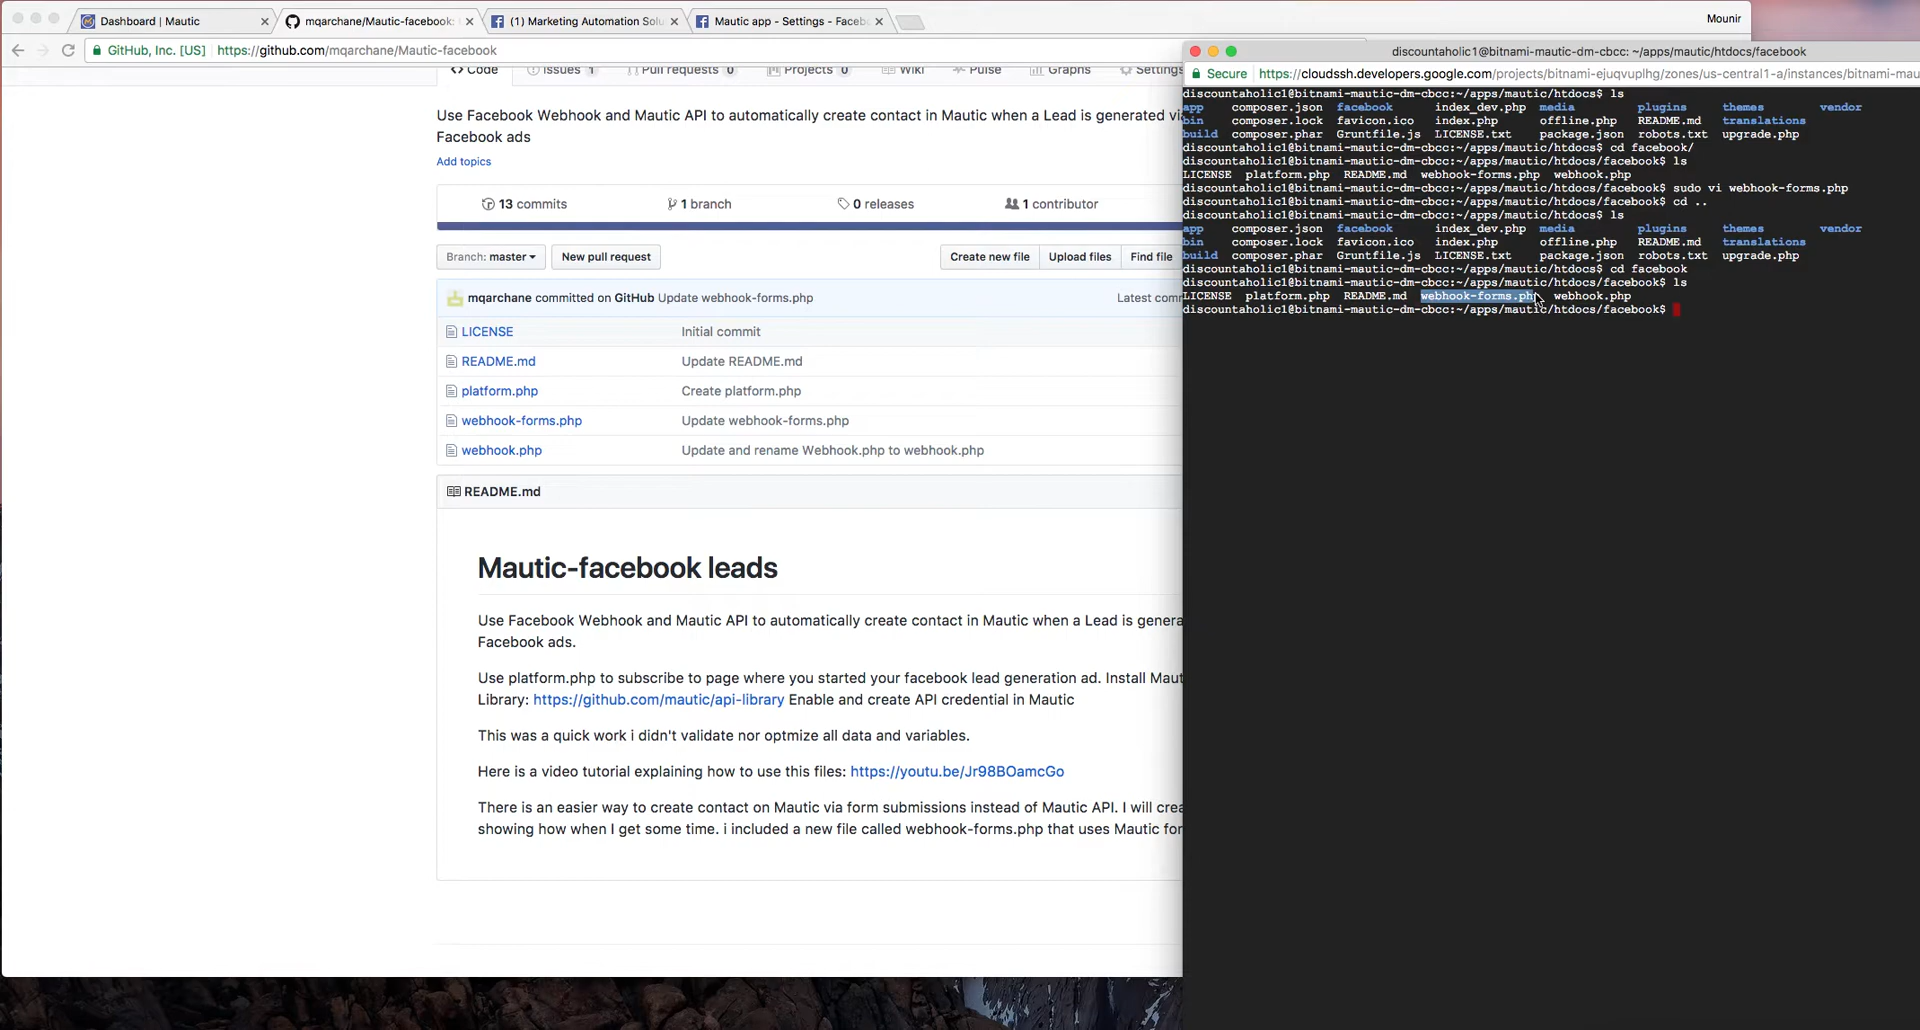 Dashboard | Mautic
mqarchane/Mautic-facebook:
(1) Marketing Automation Solu
Mautic app - Settings - Faceb
Mounir
GitHub, Inc. [US]
https://github.com/mqarchane/Mautic-facebook
Code
Issues 1
Pull requests 0
Projects 0
Wiki
Pulse
Graphs
Settings
Use Facebook Webhook and Mautic API to automatically create contact in Mautic when a Lead is generated vi
Facebook ads
Add topics
13 commits
1 branch
0 releases
1 contributor
Branch: master
New pull request
Create new file
Upload files
Find file
mqarchane committed on GitHub Update webhook-forms.php
Latest comm
LICENSE
Initial commit
README.md
Update README.md
platform.php
Create platform.php
webhook-forms.php
Update webhook-forms.php
webhook.php
Update and rename Webhook.php to webhook.php
README.md
Mautic-facebook leads
Use Facebook Webhook and Mautic API to automatically create contact in Mautic when a Lead is genera
Facebook ads.
Use platform.php to subscribe to page where you started your facebook lead generation ad. Install Maut
Library: https://github.com/mautic/api-library Enable and create API credential in Mautic
This was a quick work i didn't validate nor optmize all data and variables.
Here is a video tutorial explaining how to use this files: https://youtu.be/Jr98BOamcGo
There is an easier way to create contact on Mautic via form submissions instead of Mautic API. I will crea
showing how when I get some time. i included a new file called webhook-forms.php that uses Mautic for
discountaholic1@bitnami-mautic-dm-cbcc: ~/apps/mautic/htdocs/facebook
Secure
https://cloudssh.developers.google.com/projects/bitnami-ejuqvuplhg/zones/us-central1-a/instances/bitnami-mau
discountaholic1@bitnami-mautic-dm-cbcc:~/apps/mautic/htdocs$ ls
app composer.json facebook index_dev.php media plugins themes vendor
bin composer.lock favicon.ico index.php offline.php README.md translations
build composer.phar Gruntfile.js LICENSE.txt package.json robots.txt upgrade.php
discountaholic1@bitnami-mautic-dm-cbcc:~/apps/mautic/htdocs$ cd facebook/
discountaholic1@bitnami-mautic-dm-cbcc:~/apps/mautic/htdocs/facebook$ ls
LICENSE platform.php README.md webhook-forms.php webhook.php
discountaholic1@bitnami-mautic-dm-cbcc:~/apps/mautic/htdocs/facebook$ sudo vi webhook-forms.php
discountaholic1@bitnami-mautic-dm-cbcc:~/apps/mautic/htdocs/facebook$ cd ..
discountaholic1@bitnami-mautic-dm-cbcc:~/apps/mautic/htdocs$ ls
app composer.json facebook index_dev.php media plugins themes vendor
bin composer.lock favicon.ico index.php offline.php README.md translations
build composer.phar Gruntfile.js LICENSE.txt package.json robots.txt upgrade.php
discountaholic1@bitnami-mautic-dm-cbcc:~/apps/mautic/htdocs$ cd facebook
discountaholic1@bitnami-mautic-dm-cbcc:~/apps/mautic/htdocs/facebook$ ls
LICENSE platform.php README.md webhook-forms.php webhook.php
discountaholic1@bitnami-mautic-dm-cbcc:~/apps/mautic/htdocs/facebook$